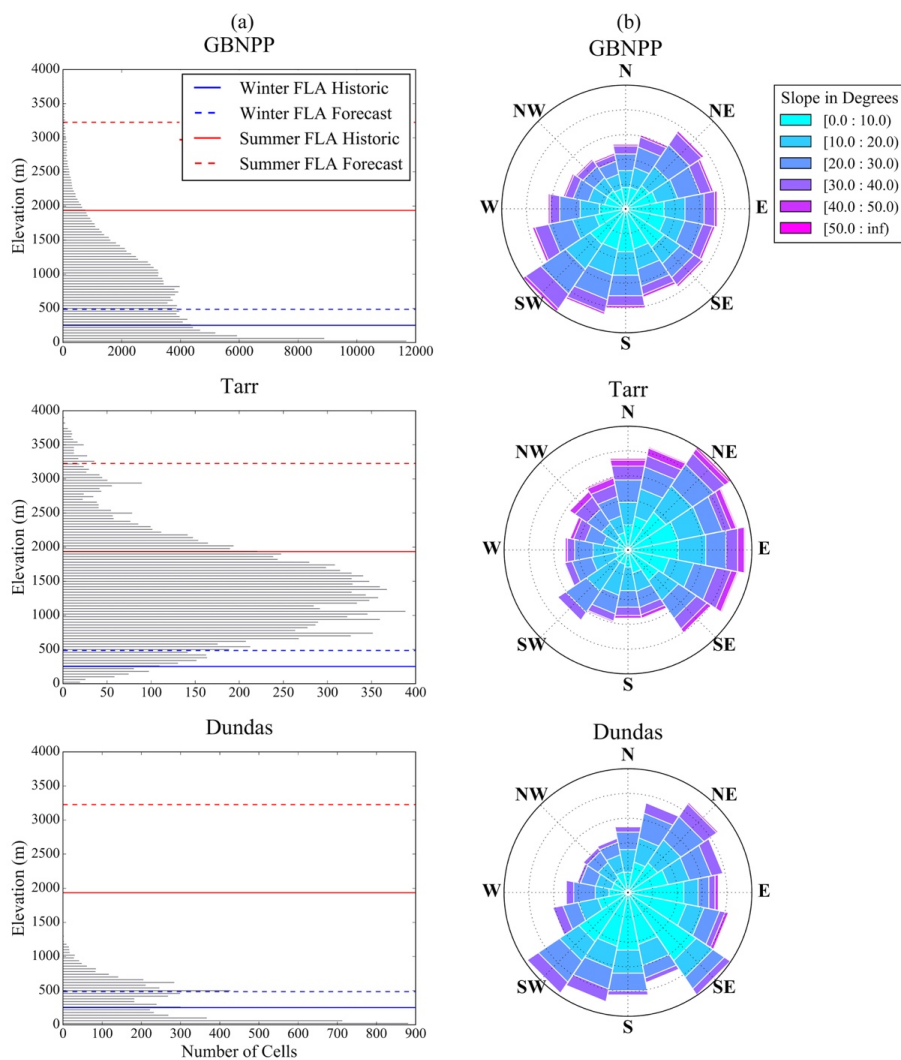 (a)
GBNPP
4000
3500
3000
2500
2000
1500
1000
500
0
Elevation (m)
0 2000 4000 6000 8000 10000 12000
Winter FLA Historic
Winter FLA Forecast
Summer FLA Historic
Summer FLA Forecast
(b)
GBNPP
N
NW NE
W E
SW SE
S
Slope in Degrees
[0.0 : 10.0)
[10.0 : 20.0)
[20.0 : 30.0)
[30.0 : 40.0)
[40.0 : 50.0)
[50.0 : inf)
Tarr
4000
3500
3000
2500
2000
1500
1000
500
0
Elevation (m)
0 50 100 150 200 250 300 350 400
Tarr
N
NW NE
W E
SW SE
S
Dundas
4000
3500
3000
2500
2000
1500
1000
500
0
Elevation (m)
0 100 200 300 400 500 600 700 800 900
Number of Cells
Dundas
N
NW NE
W E
SW SE
S